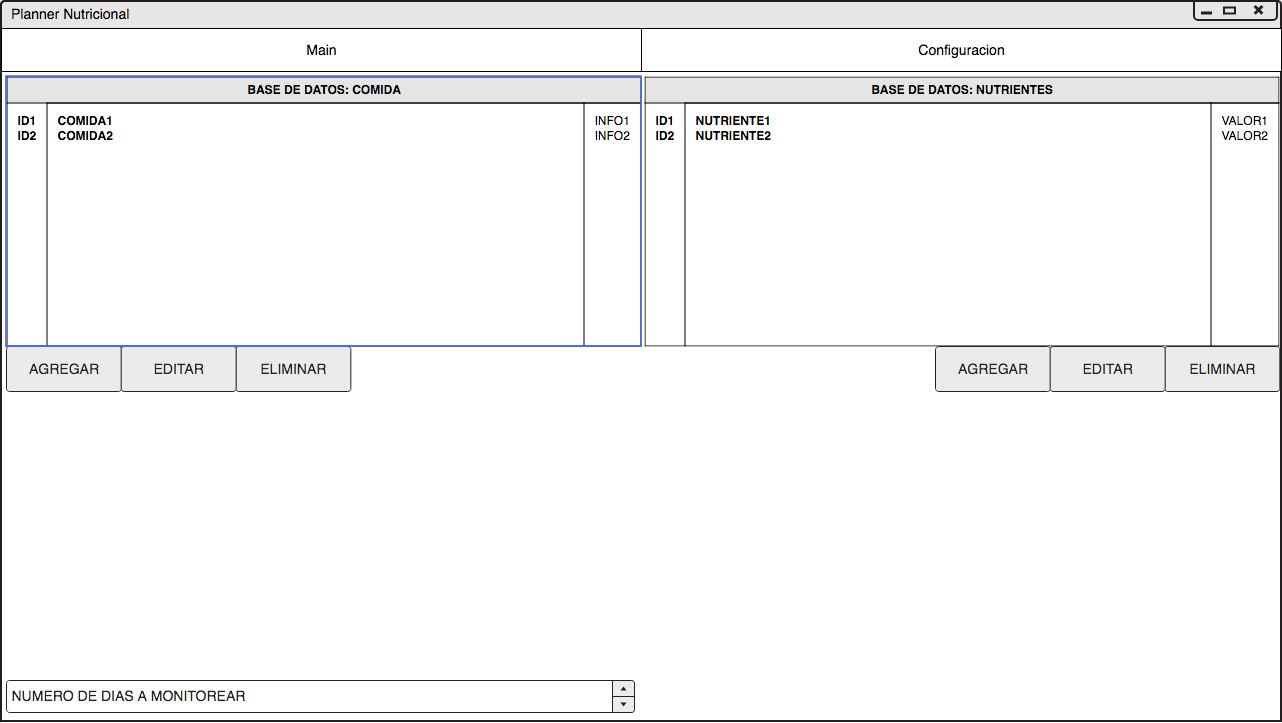 Planner Nutricional
Main
Configuracion
BASE DE DATOS: COMIDA
ID1 COMIDA1 INFO1
ID2 COMIDA2 INFO2
AGREGAR EDITAR ELIMINAR
BASE DE DATOS: NUTRIENTES
ID1 NUTRIENTE1 VALOR1
ID2 NUTRIENTE2 VALOR2
AGREGAR EDITAR ELIMINAR
NUMERO DE DIAS A MONITOREAR